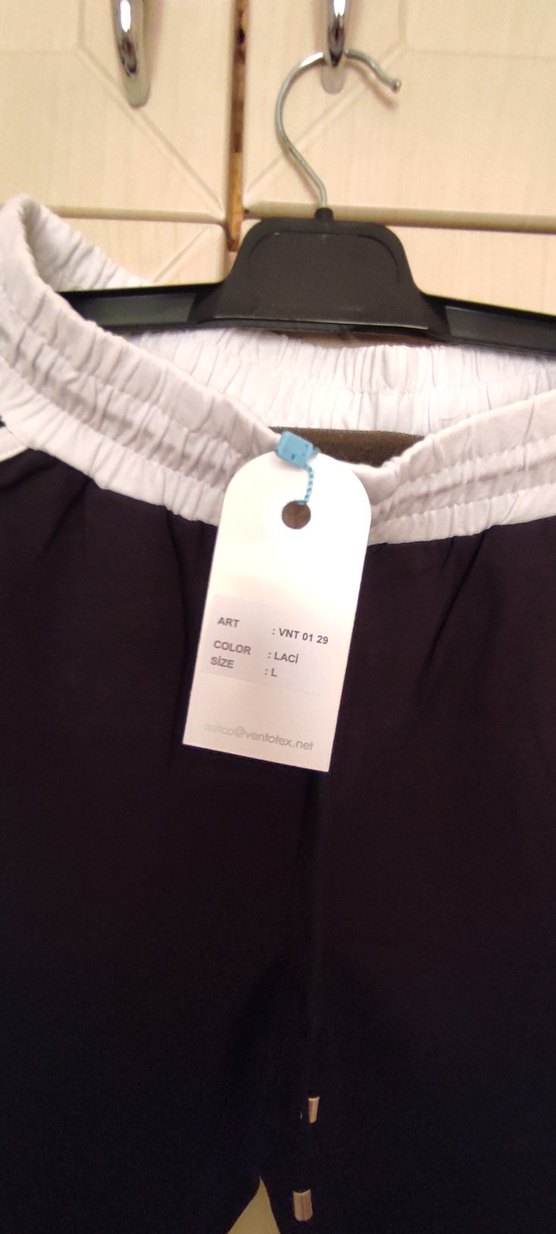 ART : VNT 01 29
COLOR : LACİ
SİZE : L
mitco@ventotex.net